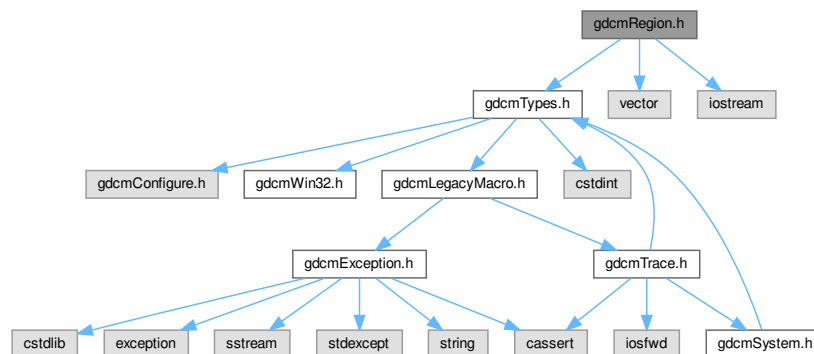 gdcmRegion.h
gdcmTypes.h
vector
iostream
gdcmConfigure.h
gdcmWin32.h
gdcmLegacyMacro.h
cstdint
gdcmException.h
gdcmTrace.h
cstdlib
exception
sstream
stdexcept
string
cassert
iosfwd
gdcmSystem.h